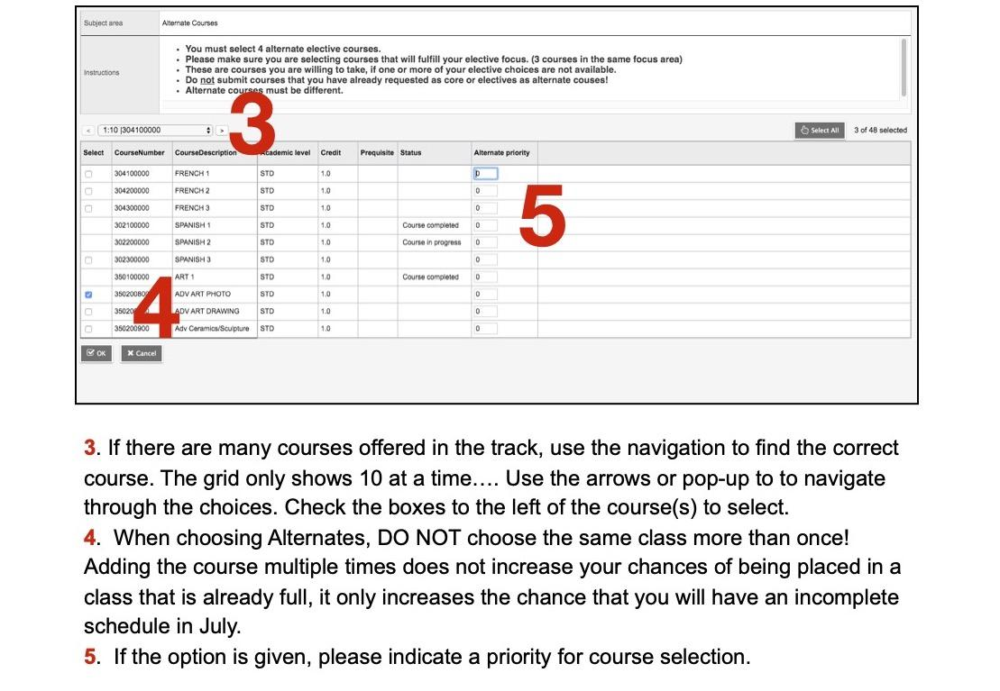 Subject area Alternate Courses
• You must select 4 alternate elective courses.
• Please make sure you are selecting courses that will fulfill your elective focus. (3 courses in the same focus area)
Instructions • These are courses you are willing to take, if one or more of your elective choices are not available.
• Do not submit courses that you have already requested as core or electives as alternate couses!
• Alternate courses must be different.
3
< 1:10 |304100000 > Select All 3 of 48 selected
Select CourseNumber CourseDescription Academic level Credit Prequisite Status Alternate priority
304100000 FRENCH 1 STD 1.0 0
304200000 FRENCH 2 STD 1.0 0
304300000 FRENCH 3 STD 1.0 0
5
302100000 SPANISH 1 STD 1.0 Course completed 0
302200000 SPANISH 2 STD 1.0 Course in progress 0
302300000 SPANISH 3 STD 1.0 0
350100000 ART 1 STD 1.0 Course completed 0
4
ADV ART PHOTO STD 1.0 0
ADV ART DRAWING STD 1.0 0
350200900 Adv Ceramics/Sculpture STD 1.0 0
OK Cancel
3. If there are many courses offered in the track, use the navigation to find the correct
course. The grid only shows 10 at a time…. Use the arrows or pop-up to to navigate
through the choices. Check the boxes to the left of the course(s) to select.
4. When choosing Alternates, DO NOT choose the same class more than once!
Adding the course multiple times does not increase your chances of being placed in a
class that is already full, it only increases the chance that you will have an incomplete
schedule in July.
5. If the option is given, please indicate a priority for course selection.